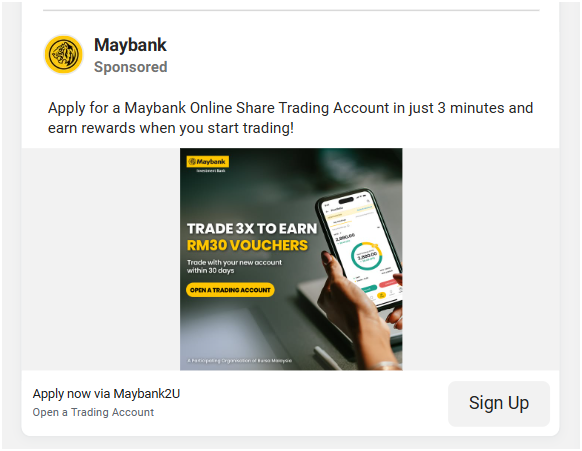 Maybank
Sponsored
Apply for a Maybank Online Share Trading Account in just 3 minutes and
earn rewards when you start trading!
Maybank
Investment Bank
TRADE 3X TO EARN
RM30 VOUCHERS
Trade with your new account
within 30 days
OPEN A TRADING ACCOUNT
A Participating Organisation of Bursa Malaysia
Apply now via Maybank2U
Open a Trading Account
Sign Up